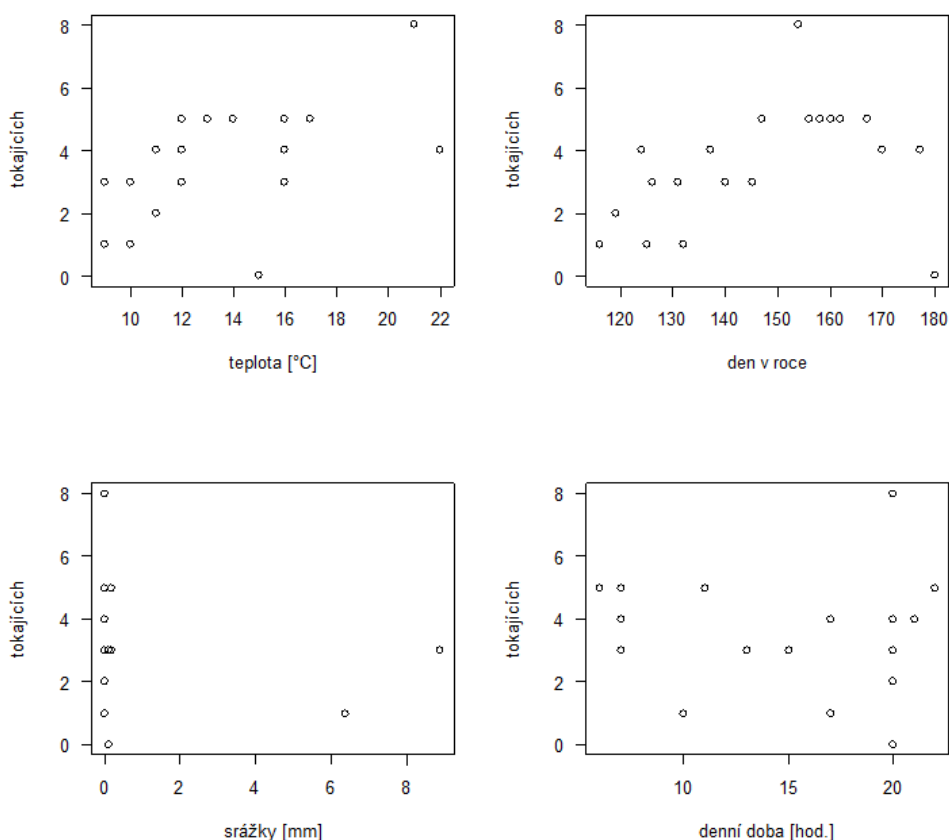 8
6
4
2
0
tokajících
10 12 14 16 18 20 22
teplota [°C]
8
6
4
2
0
tokajících
120 130 140 150 160 170 180
den v roce
8
6
4
2
0
tokajících
0 2 4 6 8
srážky [mm]
8
6
4
2
0
tokajících
10 15 20
denní doba [hod.]